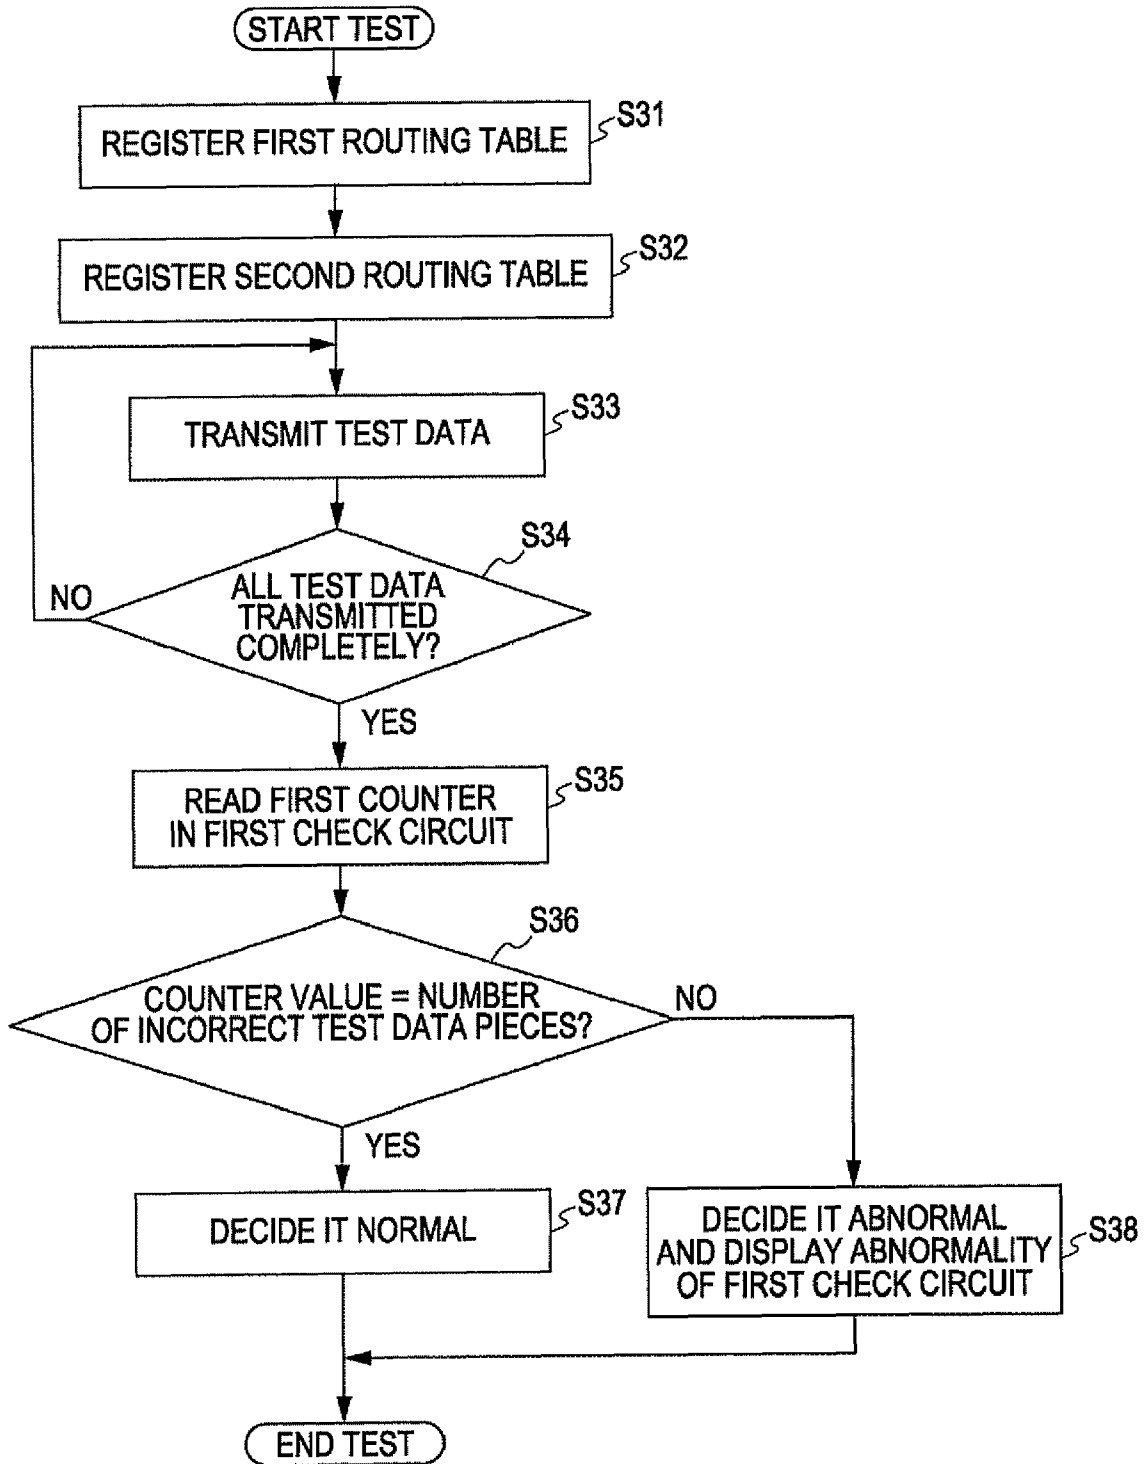 START TEST
S31
REGISTER FIRST ROUTING TABLE
S32
REGISTER SECOND ROUTING TABLE
S33
TRANSMIT TEST DATA
S34
ALL TEST DATA
TRANSMITTED
COMPLETELY?
NO
YES
S35
READ FIRST COUNTER
IN FIRST CHECK CIRCUIT
S36
COUNTER VALUE = NUMBER
OF INCORRECT TEST DATA PIECES?
NO
YES
S37
DECIDE IT NORMAL
S38
DECIDE IT ABNORMAL
AND DISPLAY ABNORMALITY
OF FIRST CHECK CIRCUIT
END TEST